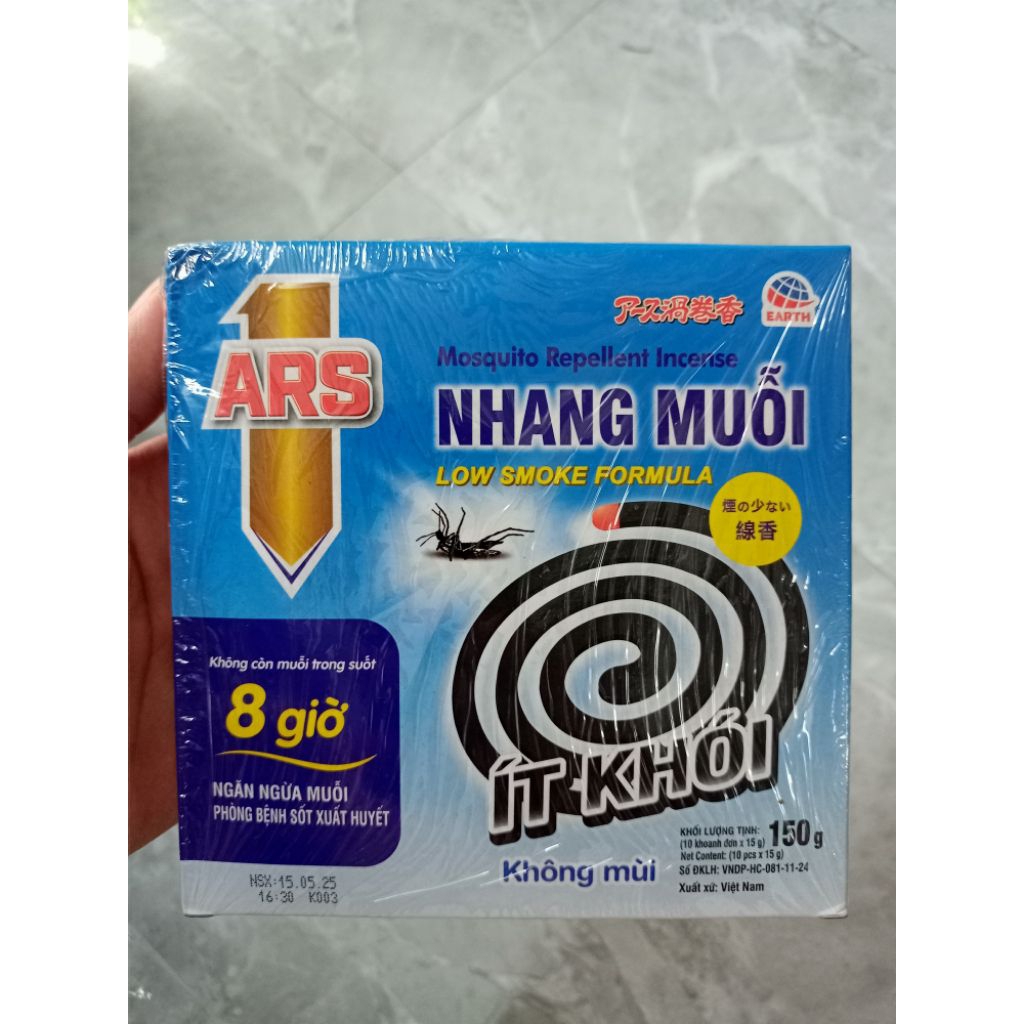 アース渦巻香
EARTH
1
ARS
Mosquito Repellent Incense
NHANG MUỖI
LOW SMOKE FORMULA
煙の少ない
線香
Không còn muỗi trong suốt
8 giờ
NGĂN NGỪA MUỖI
PHÒNG BỆNH SỐT XUẤT HUYẾT
ÍT KHÓI
Không mùi
KHỐI LƯỢNG TỊNH:
(10 khoanh đơn x 15 g) 150 g
Net Content: (10 pcs x 15 g)
Số ĐKLH: VNDP-HC-081-11-24
Xuất xứ: Việt Nam
NSX:15.05.25
16:30 K003